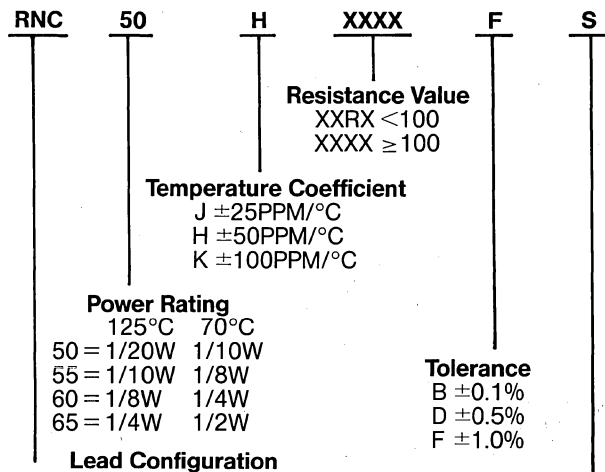 RNC 50 H XXXX F S
Resistance Value
XXRX <100
XXXX ≥100
Temperature Coefficient
J ±25PPM/°C
H ±50PPM/°C
K ±100PPM/°C
Power Rating
125°C 70°C
50 = 1/20W 1/10W
55 = 1/10W 1/8W
60 = 1/8W 1/4W
65 = 1/4W 1/2W
Tolerance
B ±0.1%
D ±0.5%
F ±1.0%
Lead Configuration